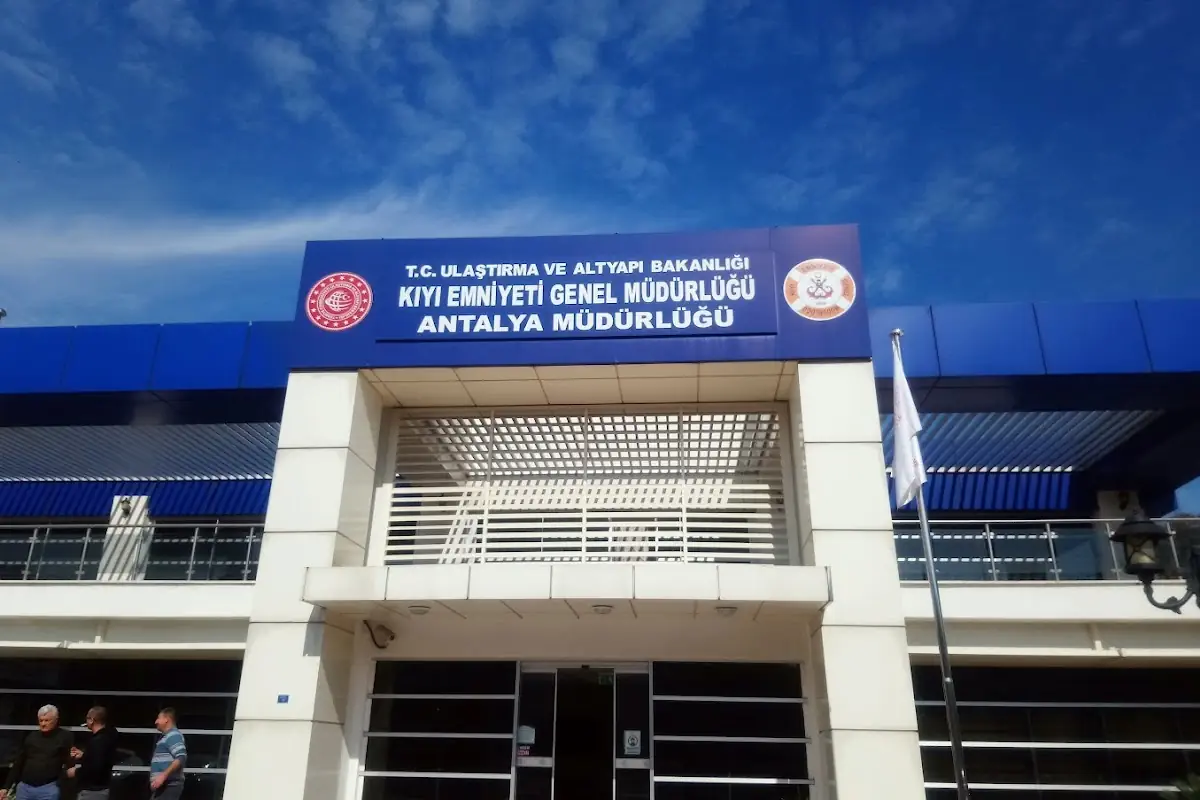 T.C. ULAŞTIRMA VE ALTYAPI BAKANLIĞI
KIYI EMNİYETİ GENEL MÜDÜRLÜĞÜ
ANTALYA MÜDÜRLÜĞÜ